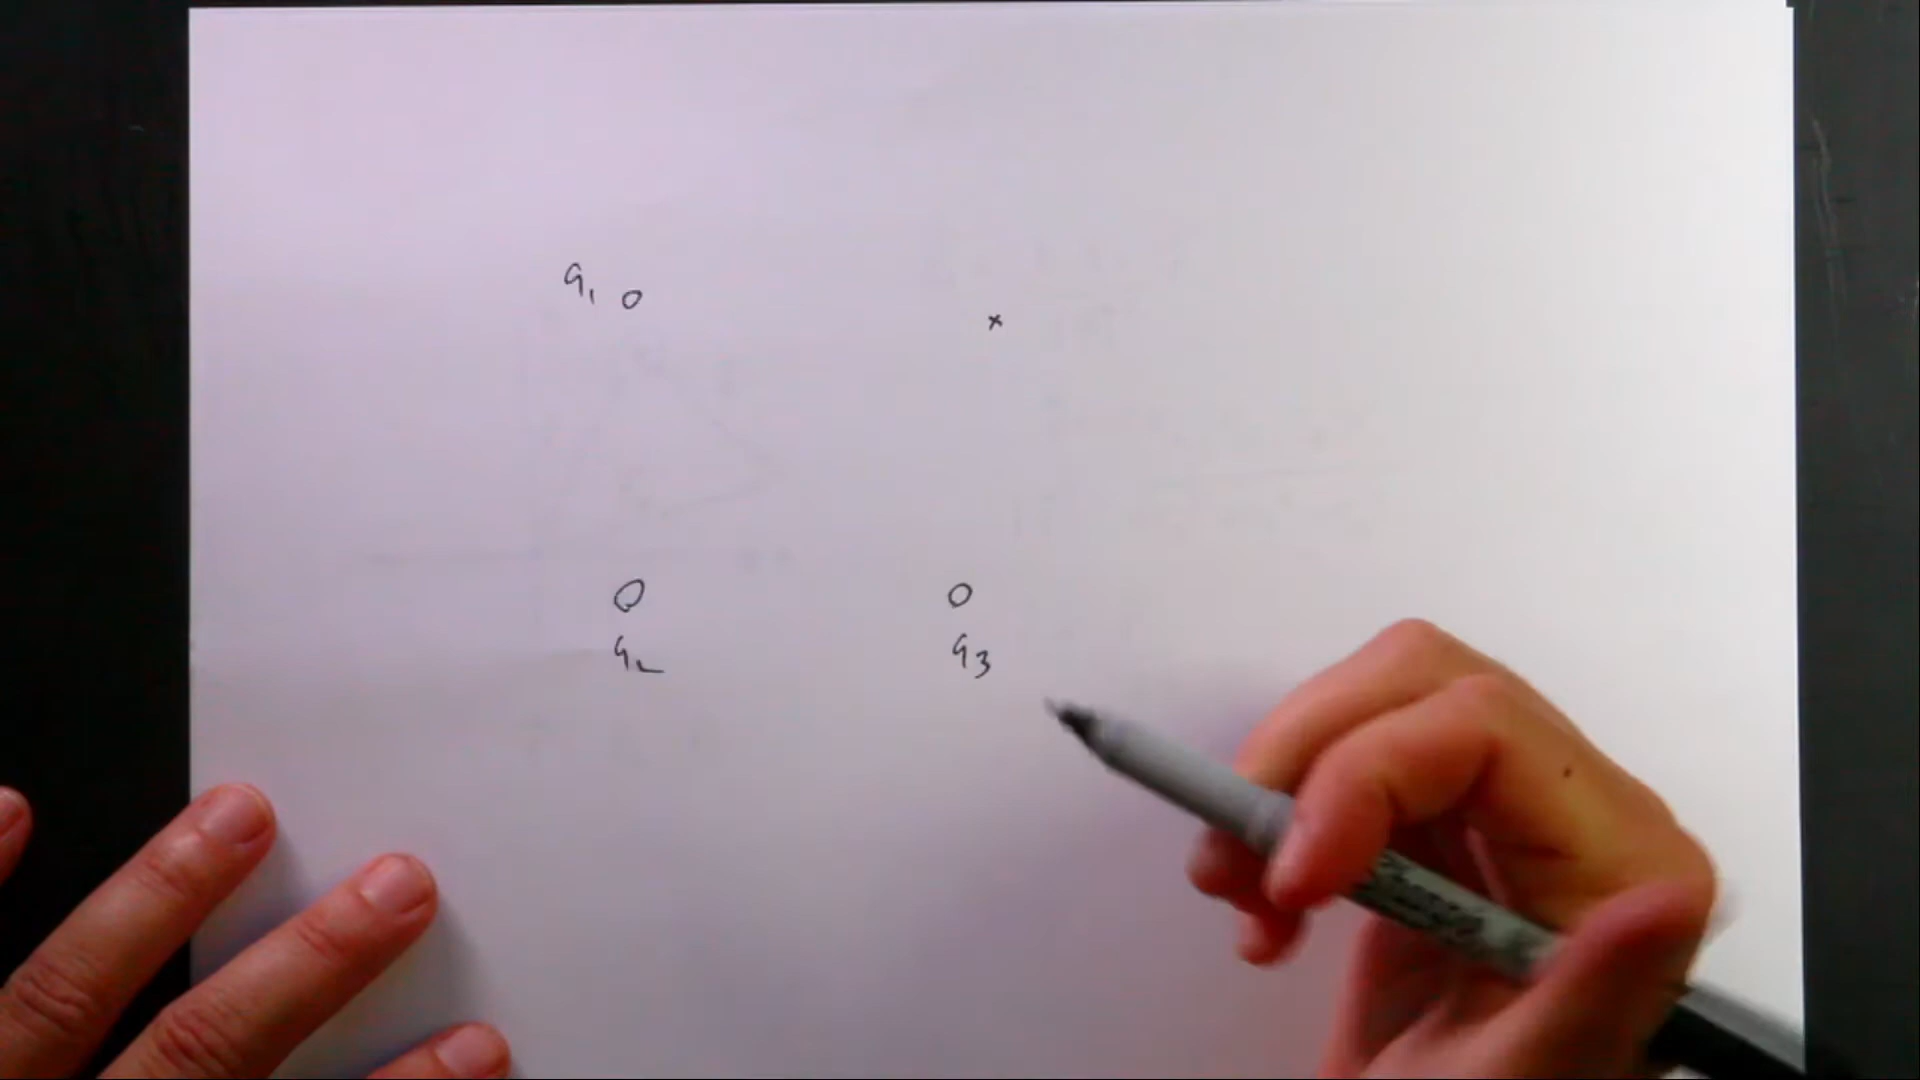 q₁ o
x
o o
q₂ q₃